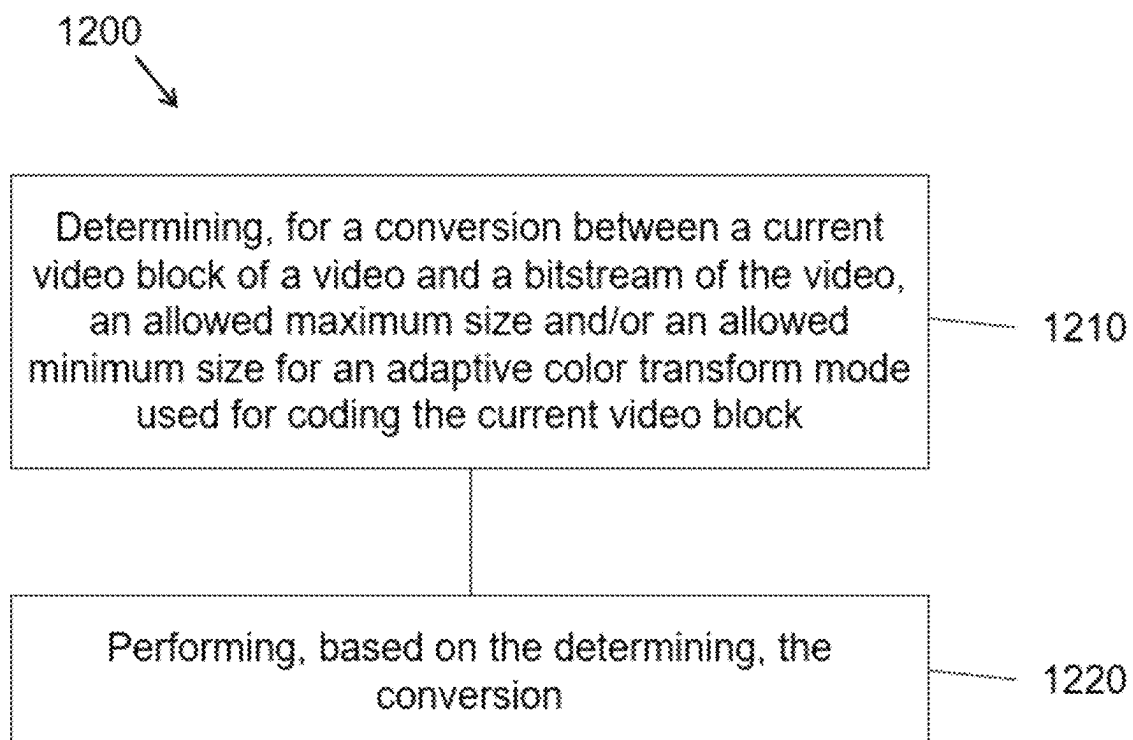 1200
Determining, for a conversion between a current
video block of a video and a bitstream of the video,
an allowed maximum size and/or an allowed
minimum size for an adaptive color transform mode
used for coding the current video block
1210
Performing, based on the determining, the
conversion
1220